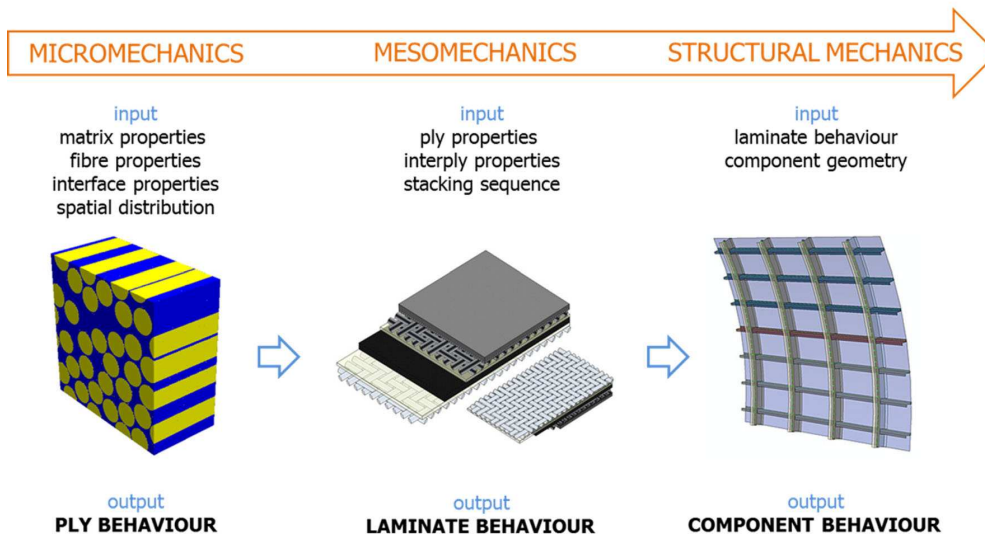 MICROMECHANICS
MESOMECHANICS
STRUCTURAL MECHANICS
input
matrix properties
fibre properties
interface properties
spatial distribution
input
ply properties
interply properties
stacking sequence
input
laminate behaviour
component geometry
output
PLY BEHAVIOUR
output
LAMINATE BEHAVIOUR
output
COMPONENT BEHAVIOUR